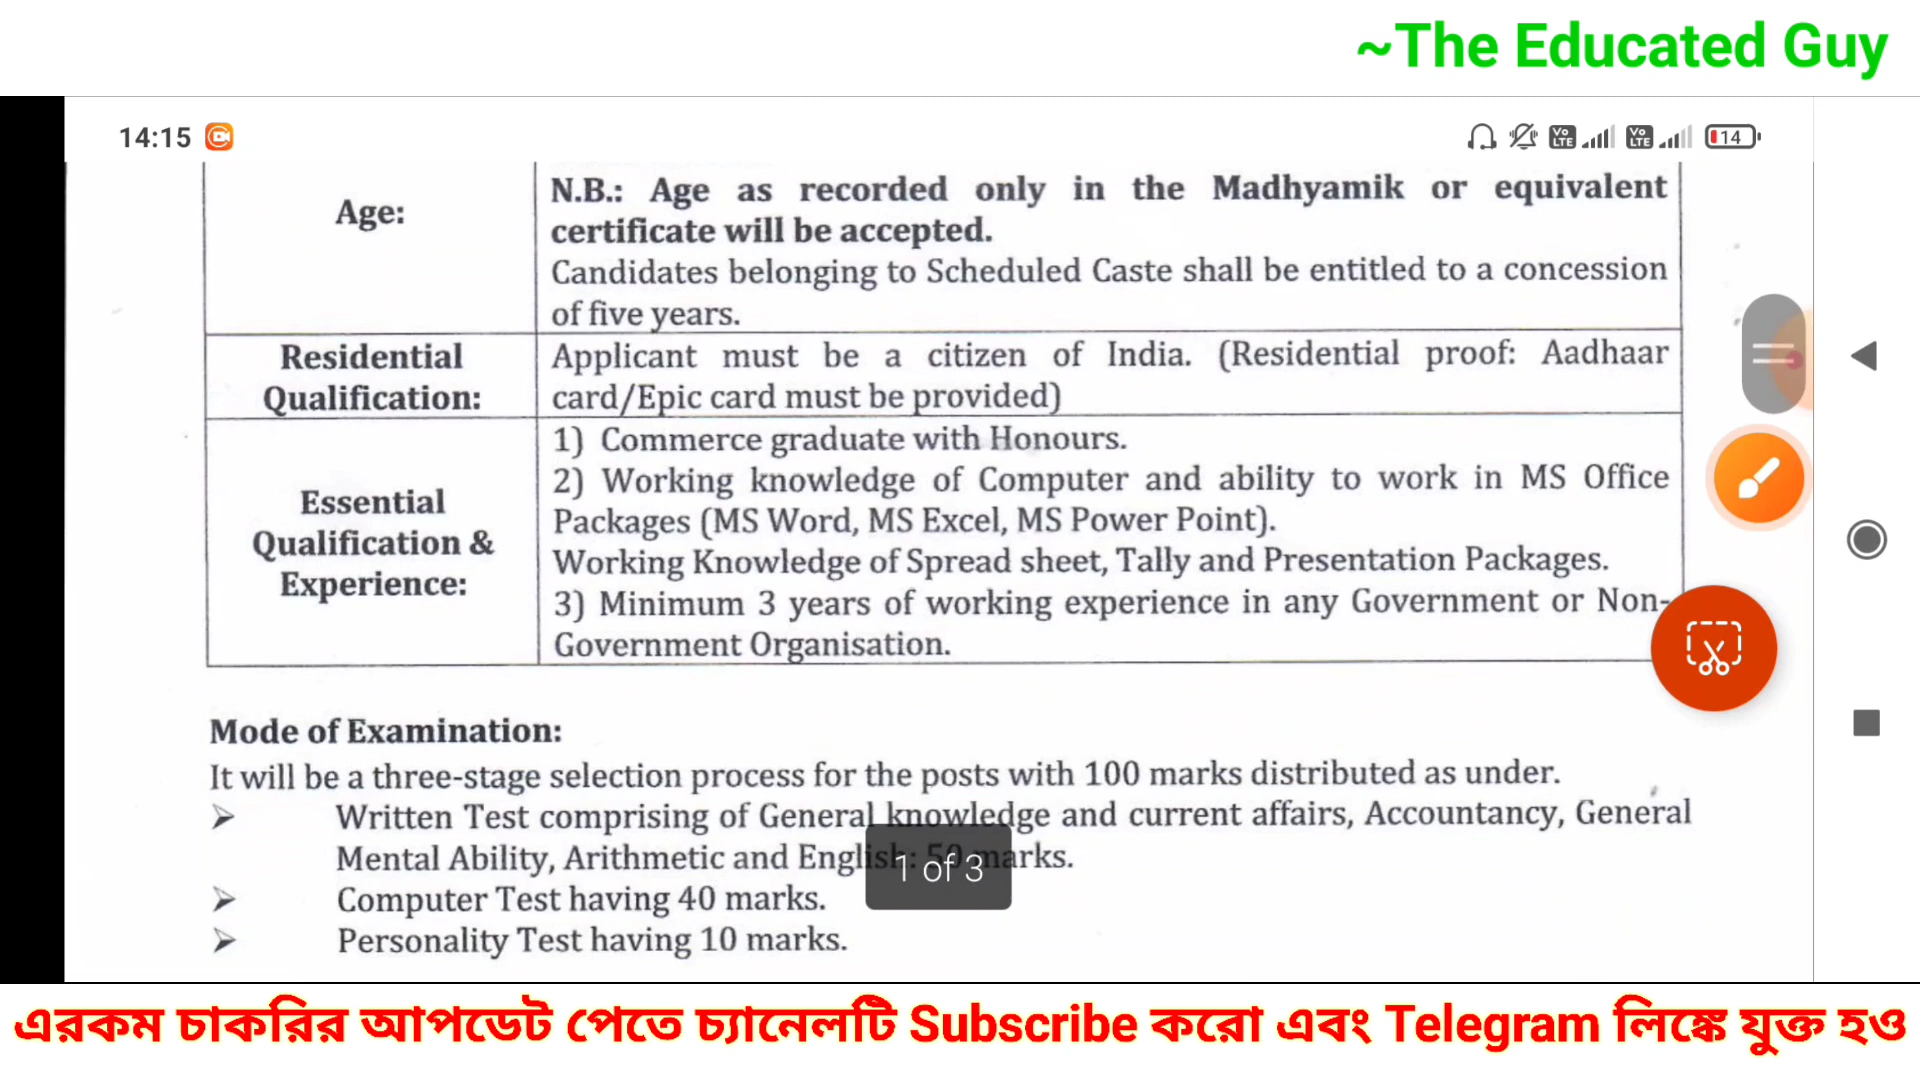 ~The Educated Guy
14:15
Vo LTE Vo LTE 14
Age:
N.B.: Age as recorded only in the Madhyamik or equivalent
certificate will be accepted.
Candidates belonging to Scheduled Caste shall be entitled to a concession
of five years.
Residential
Qualification:
Applicant must be a citizen of India. (Residential proof: Aadhaar
card/Epic card must be provided)
Essential
Qualification &
Experience:
1) Commerce graduate with Honours.
2) Working knowledge of Computer and ability to work in MS Office
Packages (MS Word, MS Excel, MS Power Point).
Working Knowledge of Spread sheet, Tally and Presentation Packages.
3) Minimum 3 years of working experience in any Government or Non-
Government Organisation.
Mode of Examination:
It will be a three-stage selection process for the posts with 100 marks distributed as under.
➢ Written Test comprising of General knowledge and current affairs, Accountancy, General
Mental Ability, Arithmetic and English: 50 marks.
1 of 3
➢ Computer Test having 40 marks.
➢ Personality Test having 10 marks.
এরকম চাকরির আপডেট পেতে চ্যানেলটি Subscribe করো এবং Telegram লিঙ্কে যুক্ত হও